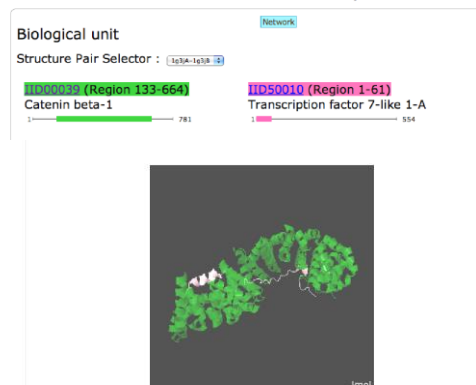 Network
Biological unit
Structure Pair Selector : 1g3jA-1g3jB
IID00039 (Region 133-664) IID50010 (Region 1-61)
Catenin beta-1 Transcription factor 7-like 1-A
1 781 1 554
Jmol